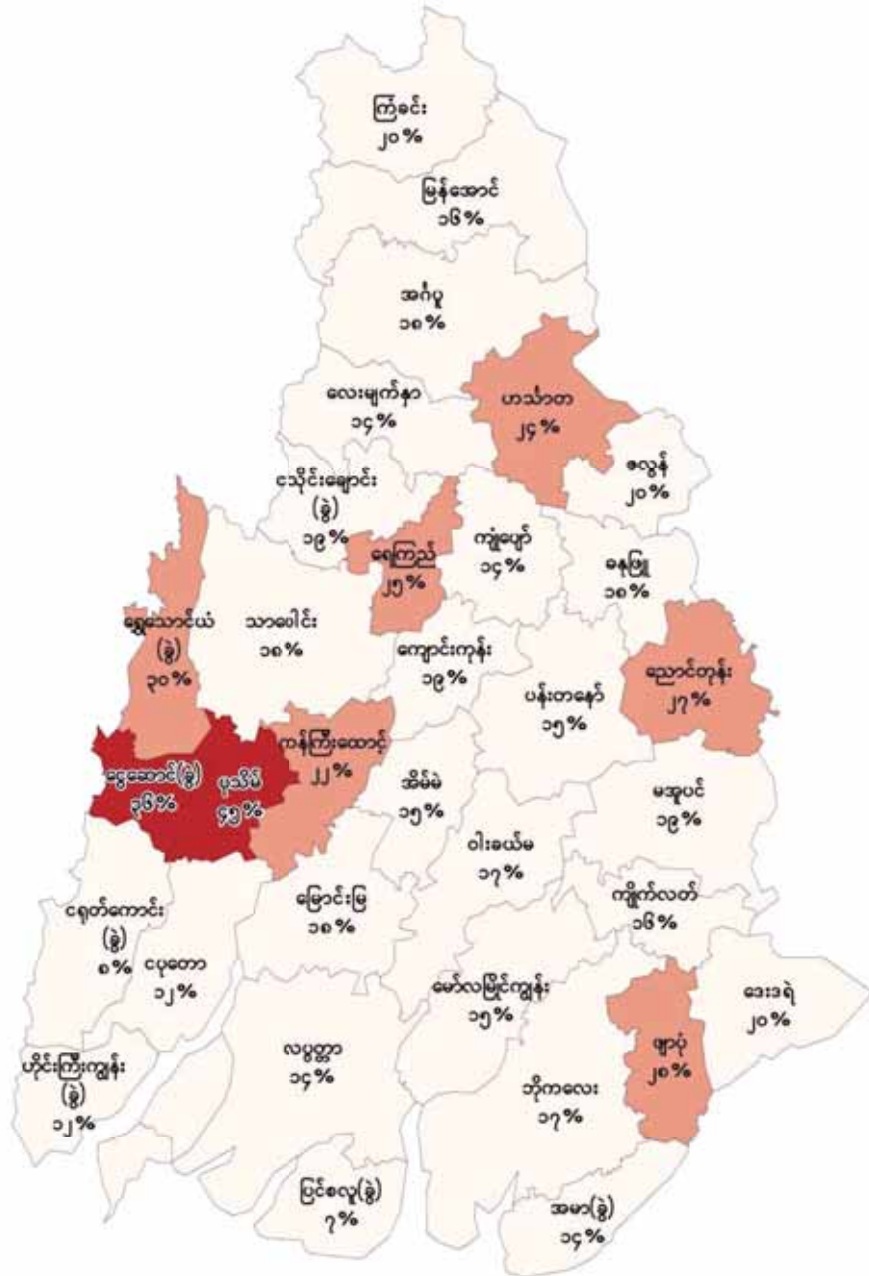 ကြံခင်း
၂၀%
မြန်အောင်
၁၆%
အင်္ဂပူ
၁၈%
လေးမျက်နှာ
၁၄%
ဟင်္သာတ
၂၄%
ဇလွန်
၂၀%
ငသိုင်းချောင်း
(ခွဲ)
၁၉%
ရေကြည်
၂၅%
ကျုံပျော်
၁၄%
ဓနုဖြူ
၁၈%
ရွှေသောင်ယံ
(ခွဲ)
၃၀%
သာပေါင်း
၁၈%
ကျောင်းကုန်း
၁၉%
ပန်းတနော်
၁၅%
ညောင်တုန်း
၂၇%
ငွေဆောင်(ခွဲ)
၃၆%
ပုသိမ်
၄၅%
ကန်ကြီးထောင့်
၂၂%
အိမ်မဲ
၁၅%
မအူပင်
၁၉%
ဝါးခယ်မ
၁၇%
ငရုတ်ကောင်း
(ခွဲ)
၈%
ငပုတော
၁၂%
မြောင်းမြ
၁၈%
ကျိုက်လတ်
၁၆%
မော်လမြိုင်ကျွန်း
၁၅%
ဒေးဒရဲ
၂၀%
ဖျာပုံ
၂၈%
ဟိုင်းကြီးကျွန်း
(ခွဲ)
၁၂%
လပွတ္တာ
၁၄%
ဘိုကလေး
၁၇%
ပြင်စလူ(ခွဲ)
၇%
အမာ(ခွဲ)
၁၄%